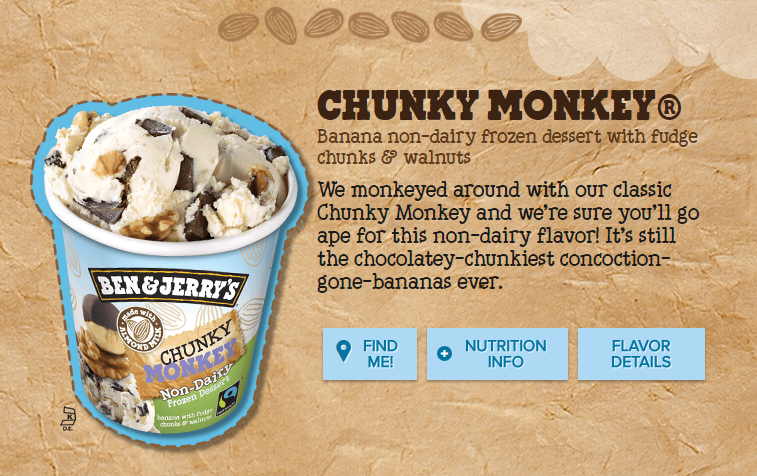 CHUNKY MONKEY®
Banana non-dairy frozen dessert with fudge
chunks & walnuts
We monkeyed around with our classic
Chunky Monkey and we're sure you'll go
ape for this non-dairy flavor! It's still
the chocolatey-chunkiest concoction-
gone-bananas ever.
FIND
ME!
NUTRITION
INFO
FLAVOR
DETAILS
BEN & JERRY'S
made with
ALMOND MILK
CHUNKY
MONKEY
Non-Dairy
Frozen Dessert
banana with fudge
chunks & walnuts
K
D.E.